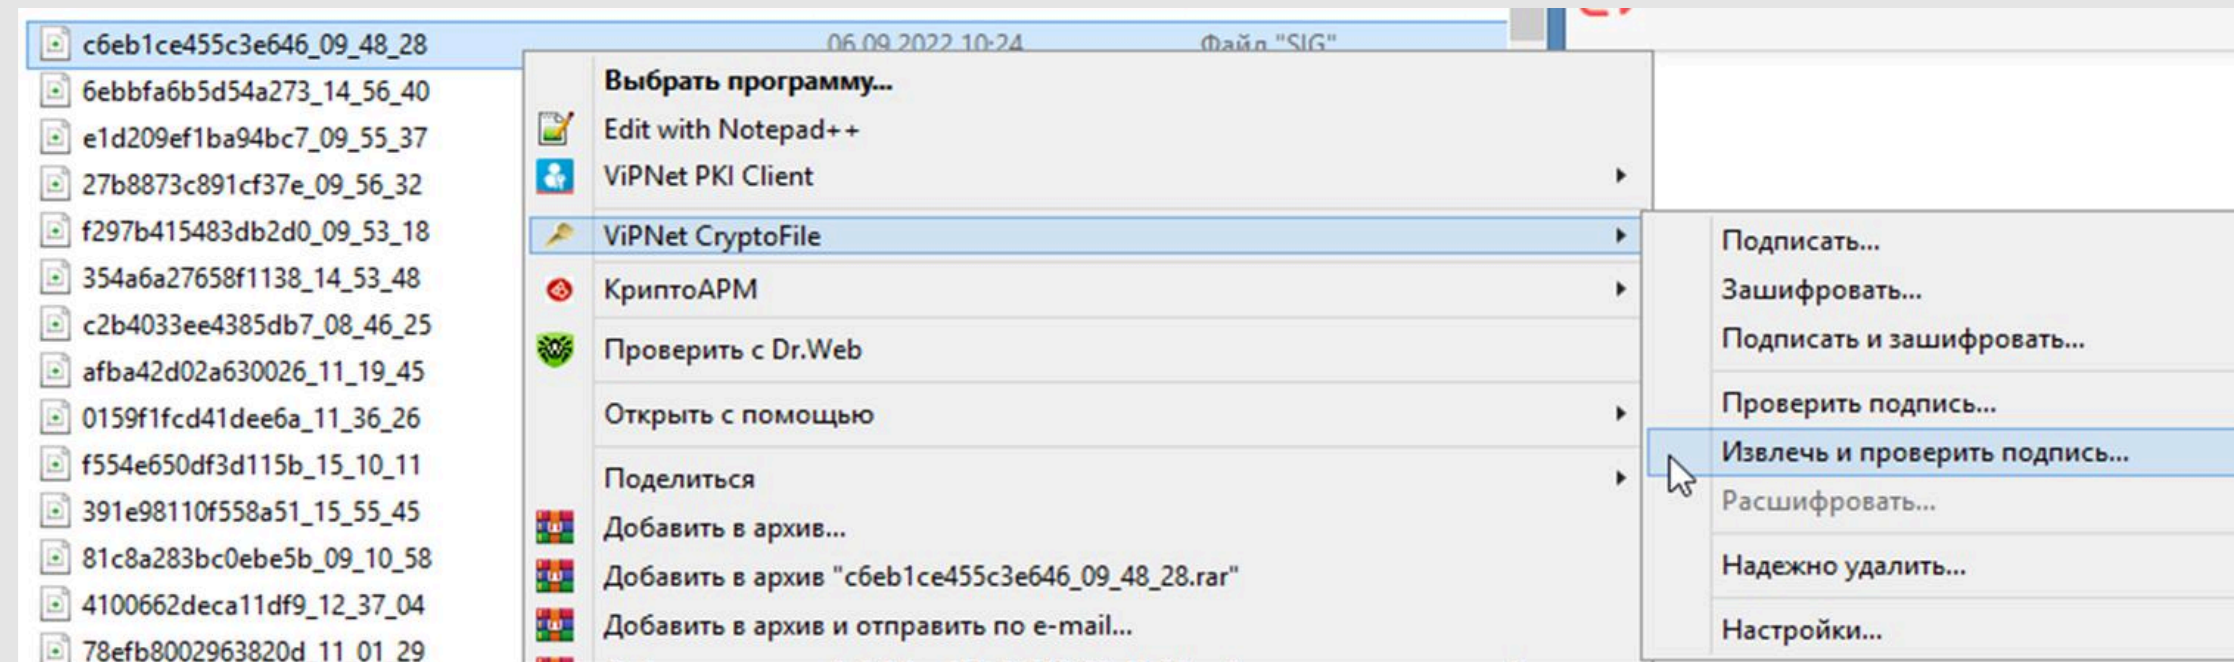 c6eb1ce455c3e646_09_48_28 06.09.2022 10:24 Файл "SIG"
6ebbfa6b5d54a273_14_56_40
e1d209ef1ba94bc7_09_55_37
27b8873c891cf37e_09_56_32
f297b415483db2d0_09_53_18
354a6a27658f1138_14_53_48
c2b4033ee4385db7_08_46_25
afba42d02a630026_11_19_45
0159f1fcd41dee6a_11_36_26
f554e650df3d115b_15_10_11
391e98110f558a51_15_55_45
81c8a283bc0ebe5b_09_10_58
4100662deca11df9_12_37_04
78efb8002963820d_11_01_29
Выбрать программу...
Edit with Notepad++
ViPNet PKI Client
ViPNet CryptoFile
КриптоАРМ
Проверить с Dr.Web
Открыть с помощью
Поделиться
Добавить в архив...
Добавить в архив "c6eb1ce455c3e646_09_48_28.rar"
Добавить в архив и отправить по e-mail...
Подписать...
Зашифровать...
Подписать и зашифровать...
Проверить подпись...
Извлечь и проверить подпись...
Расшифровать...
Надежно удалить...
Настройки...